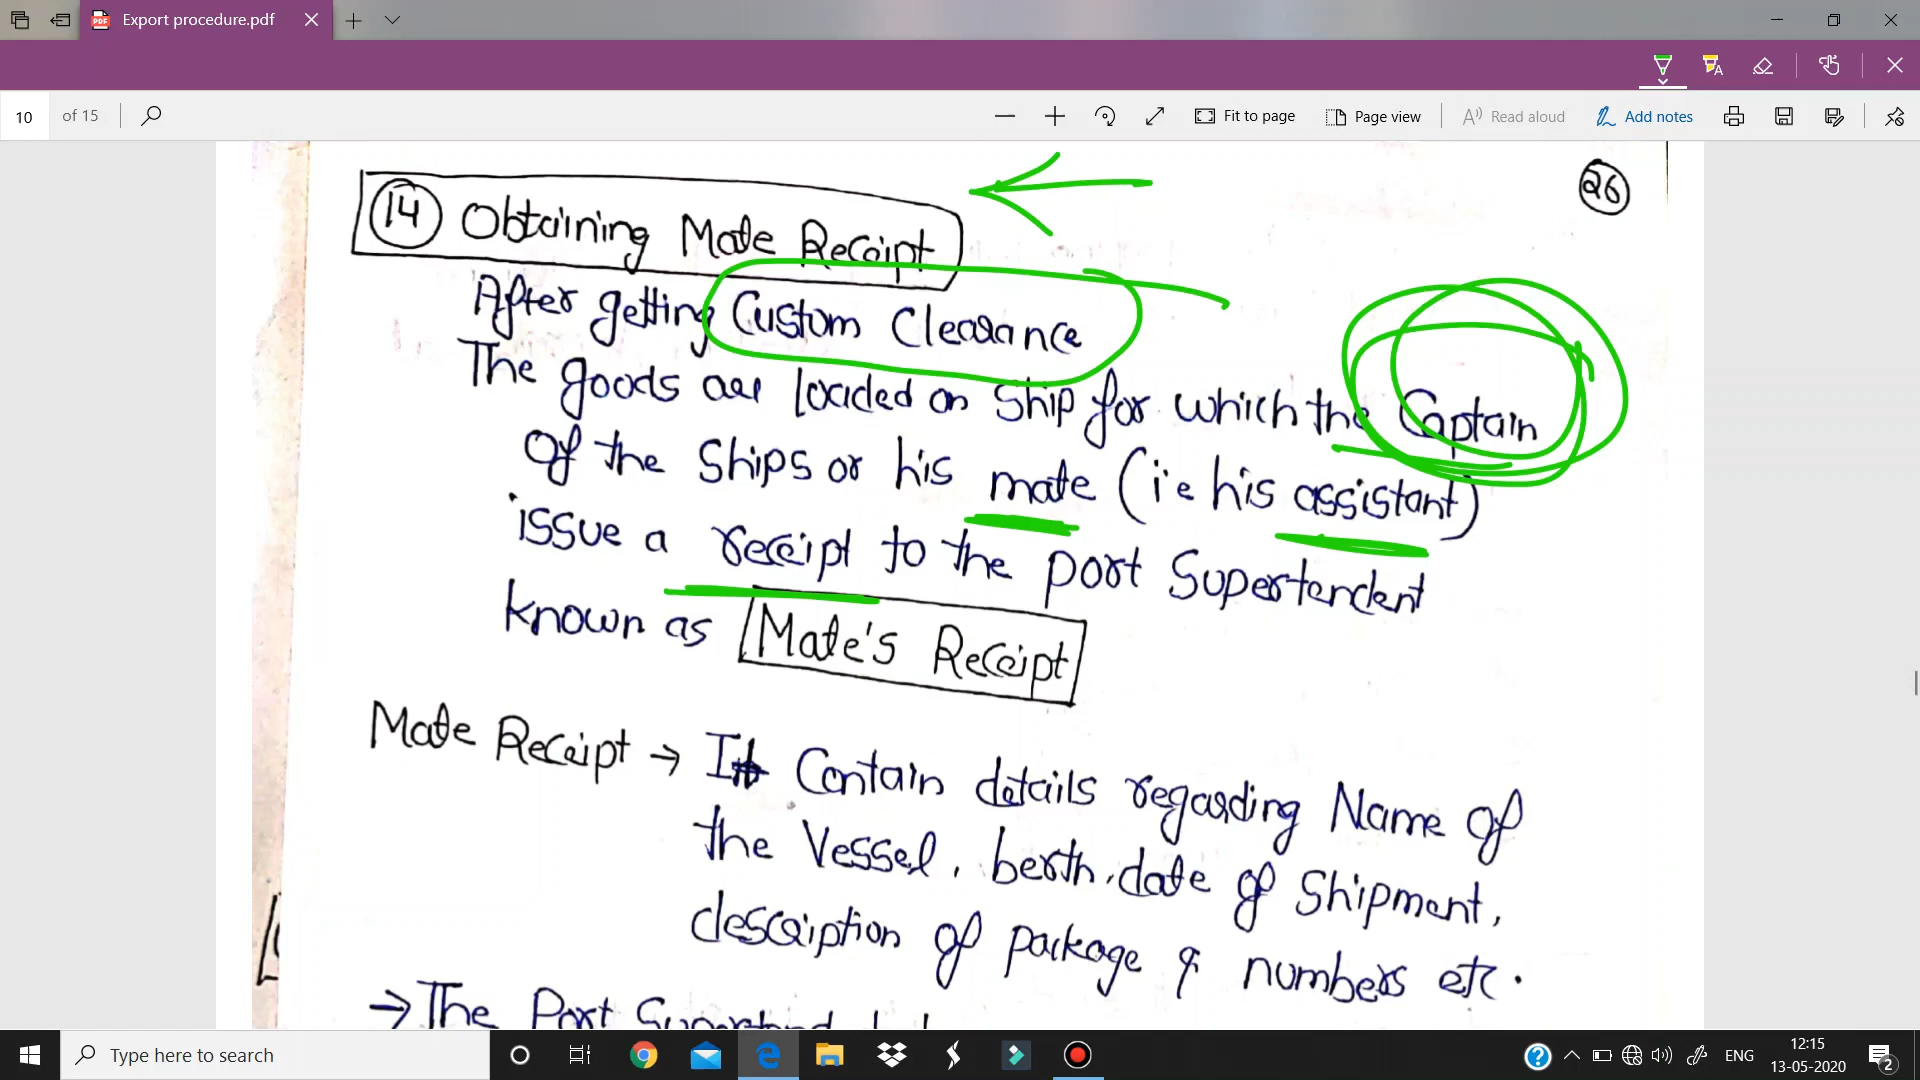 Export procedure.pdf
10 of 15
Fit to page
Page view
Read aloud
Add notes
26
14 Obtaining Mate Receipt
After getting Custom Clearance
The goods are loaded on Ship for which the Captain
Of the Ships or his mate (i.e his assistant)
issue a receipt to the port Supertendent
known as Mate's Receipt
Mate Receipt → It Contain details regarding Name of
the Vessel, berth, date of Shipment,
description of package & numbers etc.
→ The Port
Type here to search
ENG
12:15
13-05-2020
2